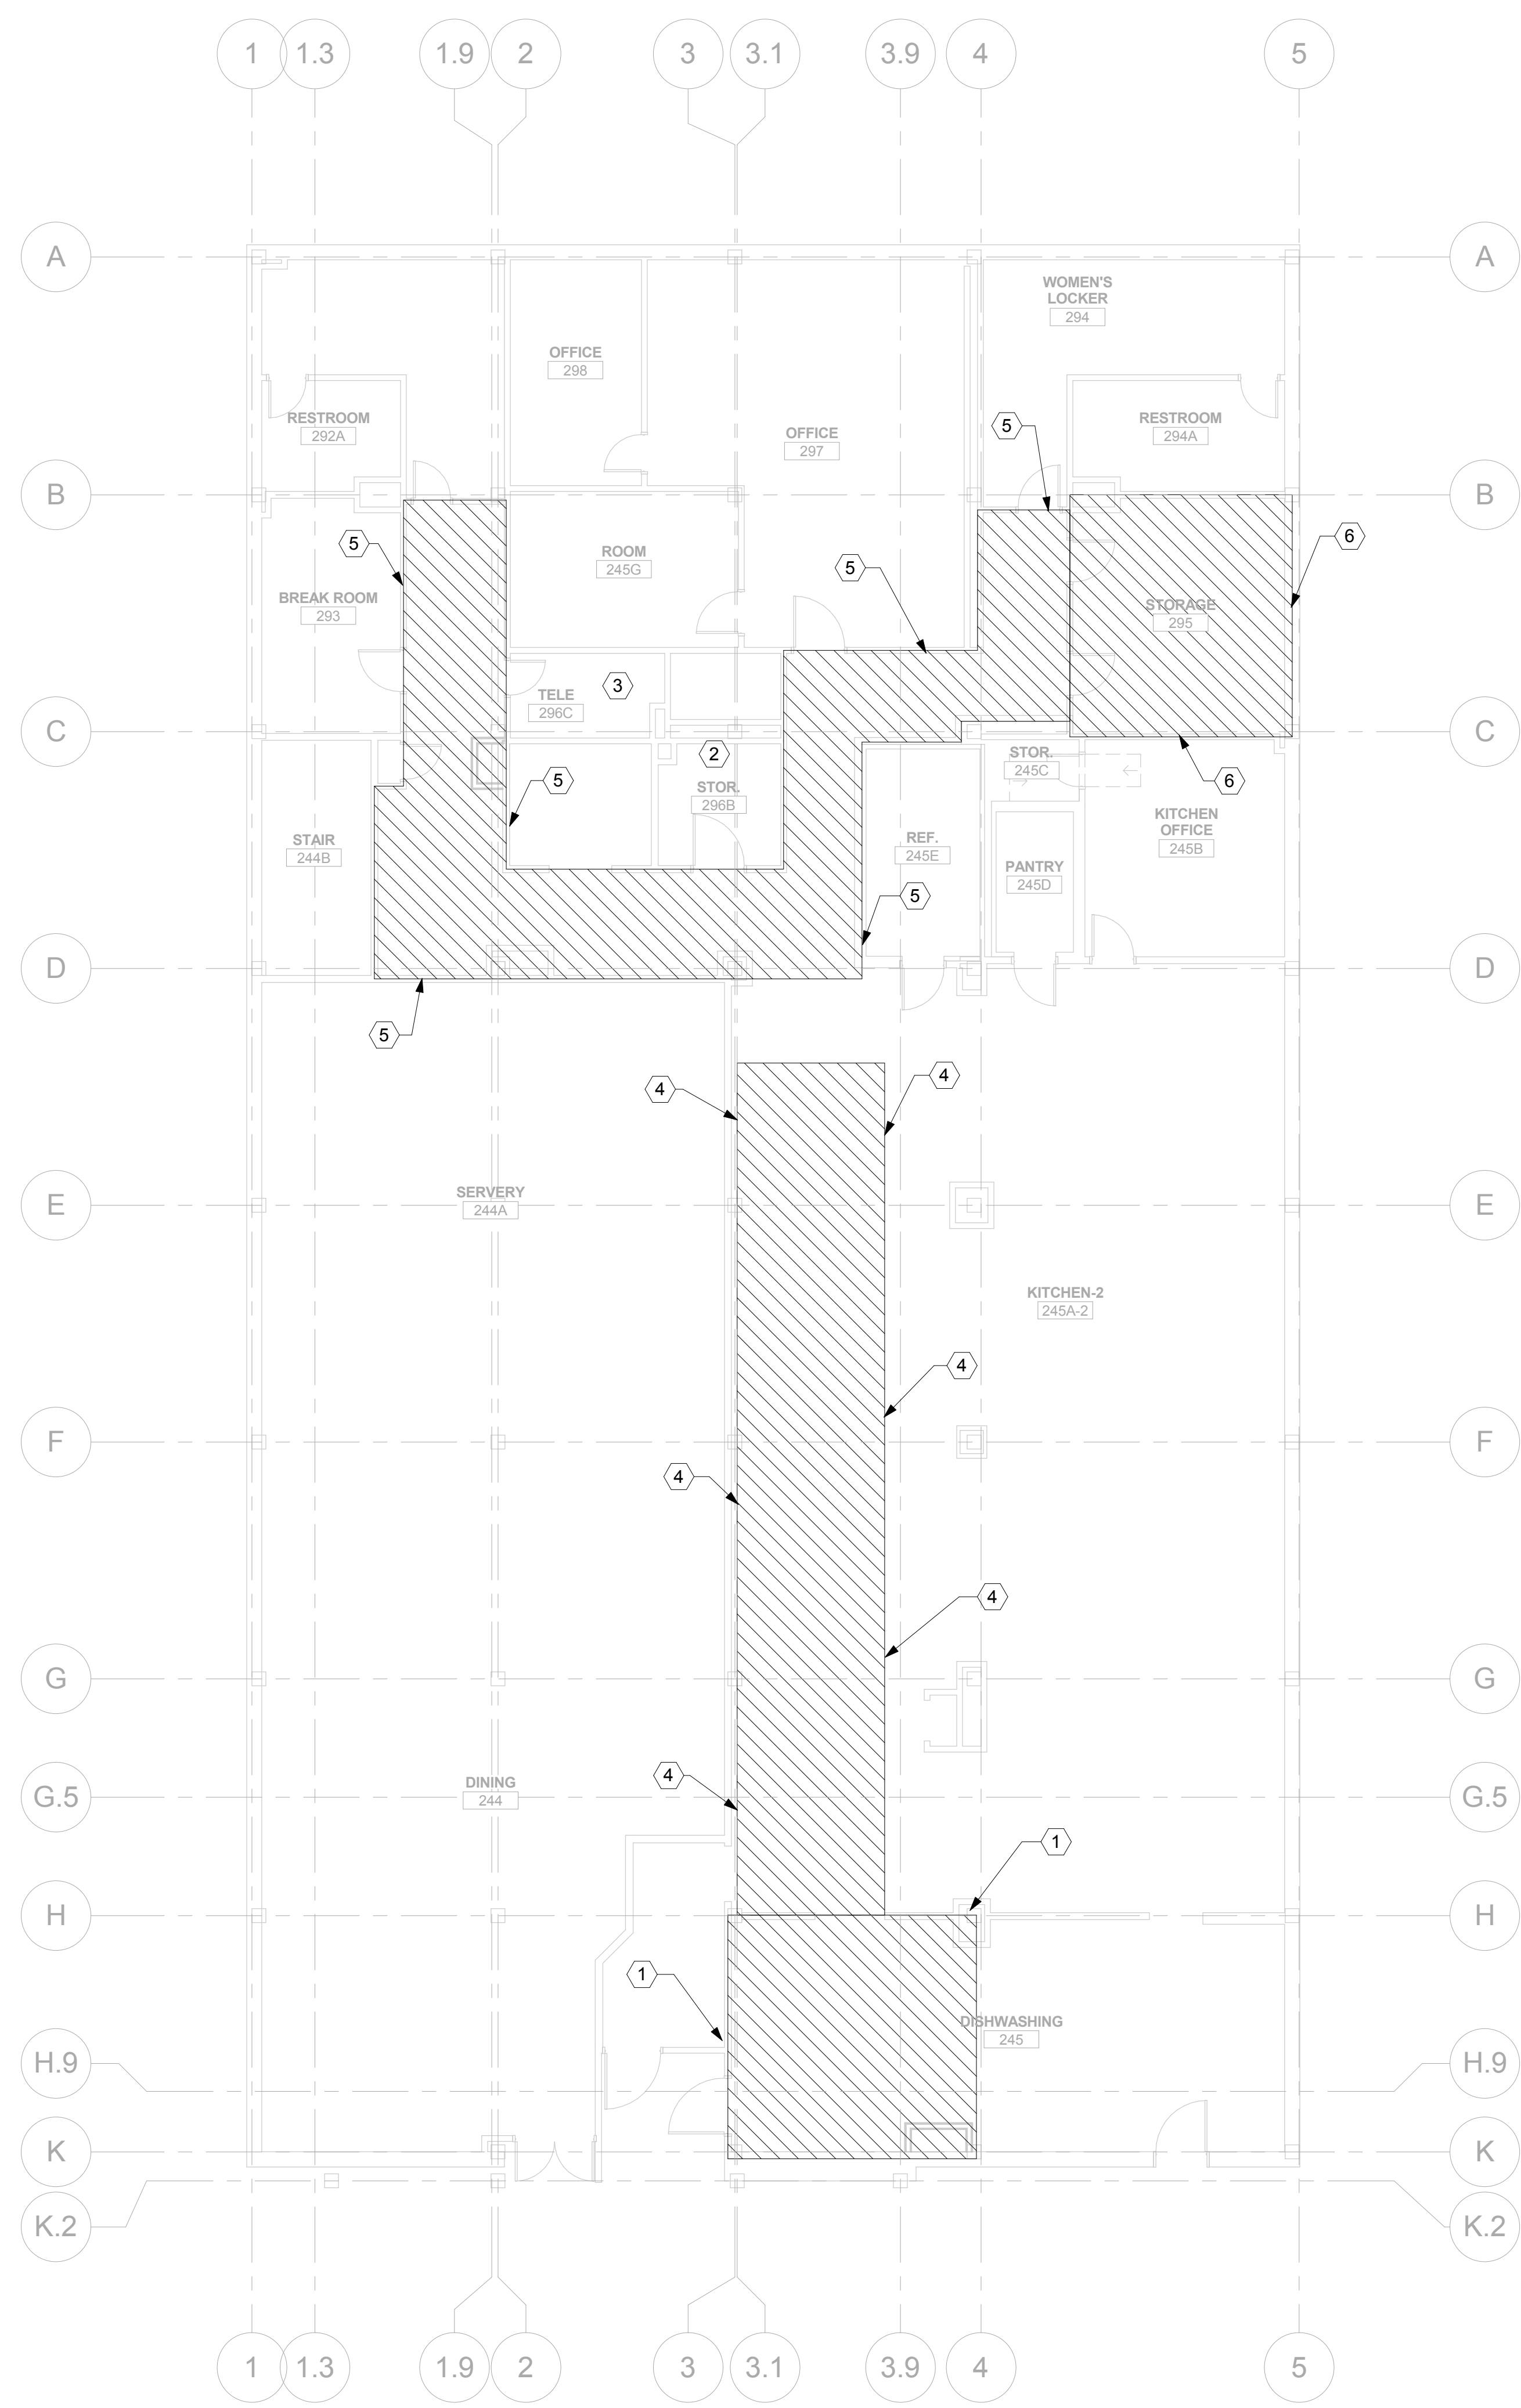 1
1.3
1.9
2
3
3.1
3.9
4
5
A
A
WOMEN'S
LOCKER
294
OFFICE
298
RESTROOM
292A
OFFICE
297
5
RESTROOM
294A
B
B
5
ROOM
245G
5
6
BREAK ROOM
293
STORAGE
295
3
TELE
296C
C
C
2
STOR.
245C
5
6
STOR.
296B
KITCHEN
OFFICE
245B
STAIR
244B
REF.
245E
PANTRY
245D
5
D
D
5
4
4
SERVERY
244A
E
E
KITCHEN-2
245A-2
4
F
F
4
4
G
G
4
DINING
244
G.5
G.5
1
H
H
1
DISHWASHING
245
H.9
H.9
K
K
K.2
K.2
1
1.3
1.9
2
3
3.1
3.9
4
5